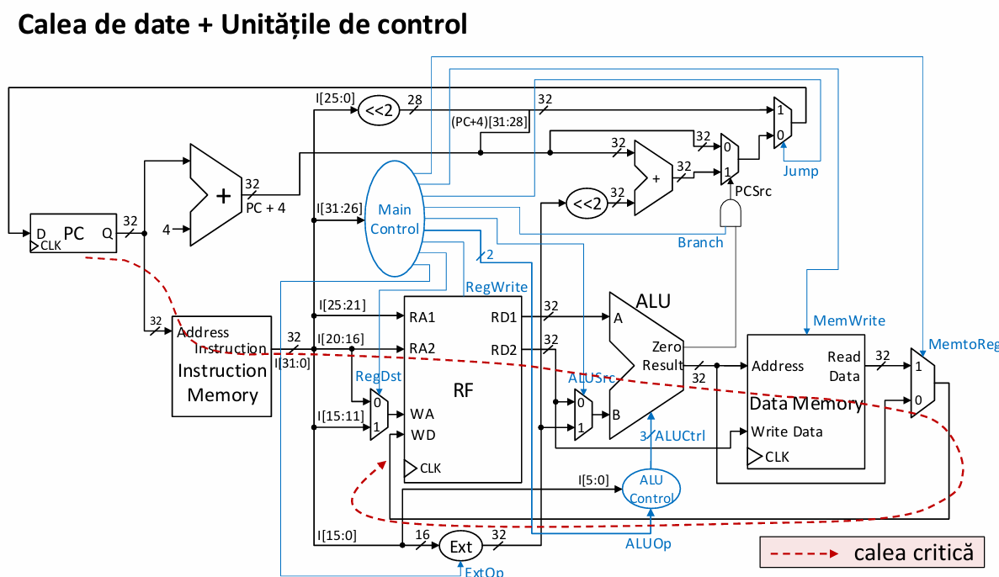 Calea de date + Unitățile de control
I[25:0]
<<2
28
32
(PC+4)[31:28]
1
0
Jump
32
32
0
1
32
+
32
PCSrc
<<2
32
Branch
+
32
PC + 4
4
I[31:26]
Main
Control
2
32
D
PC
Q
CLK
32
Address
Instruction
Instruction
Memory
32
I[31:0]
I[25:21]
I[20:16]
RegDst
0
1
I[15:11]
I[15:0]
RegWrite
RA1
RD1
32
RA2
RD2
32
RF
WA
WD
CLK
ALUSrc
0
1
ALU
A
Zero
Result
32
B
3
ALUCtrl
ALU
Control
I[5:0]
ALUOp
16
Ext
32
ExtOp
MemWrite
Address
Read
Data
32
Data Memory
Write Data
CLK
MemtoReg
1
0
calea critică